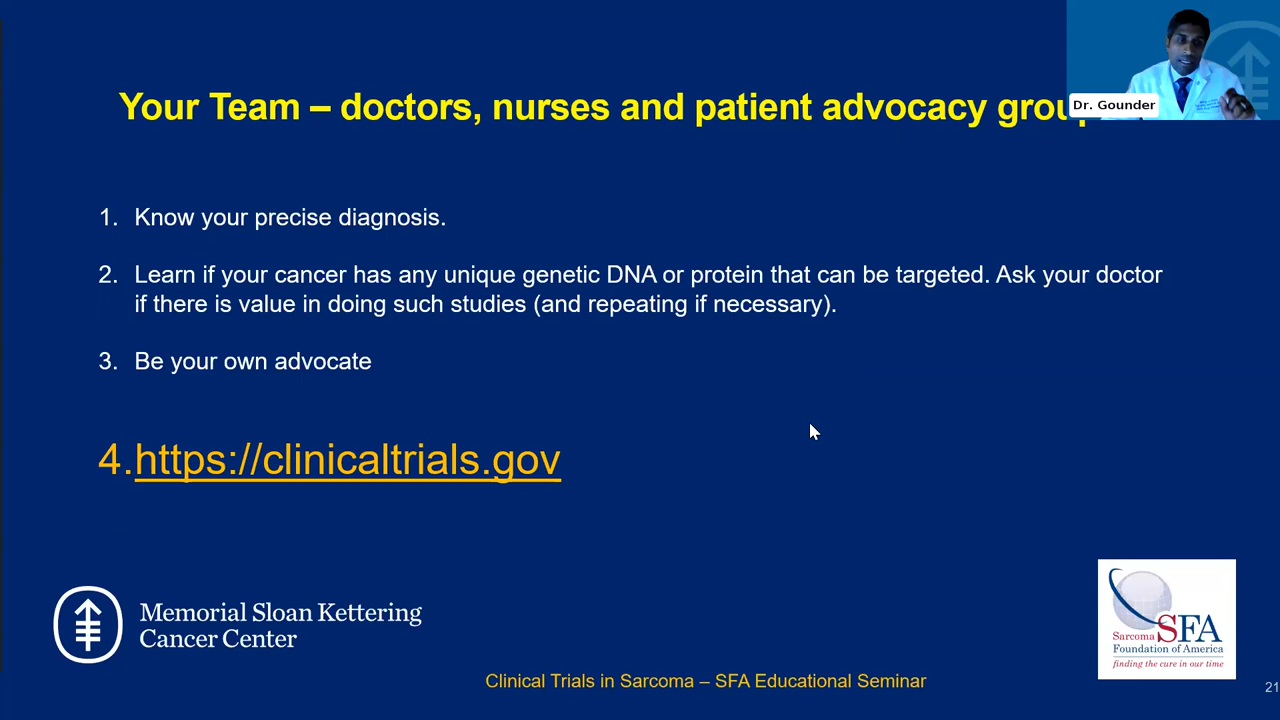 Your Team – doctors, nurses and patient advocacy group
Dr. Gounder
1. Know your precise diagnosis.
2. Learn if your cancer has any unique genetic DNA or protein that can be targeted. Ask your doctor
if there is value in doing such studies (and repeating if necessary).
3. Be your own advocate
4.https://clinicaltrials.gov
Memorial Sloan Kettering
Cancer Center
Sarcoma SFA
Foundation of America
finding the cure in our time
Clinical Trials in Sarcoma – SFA Educational Seminar
21